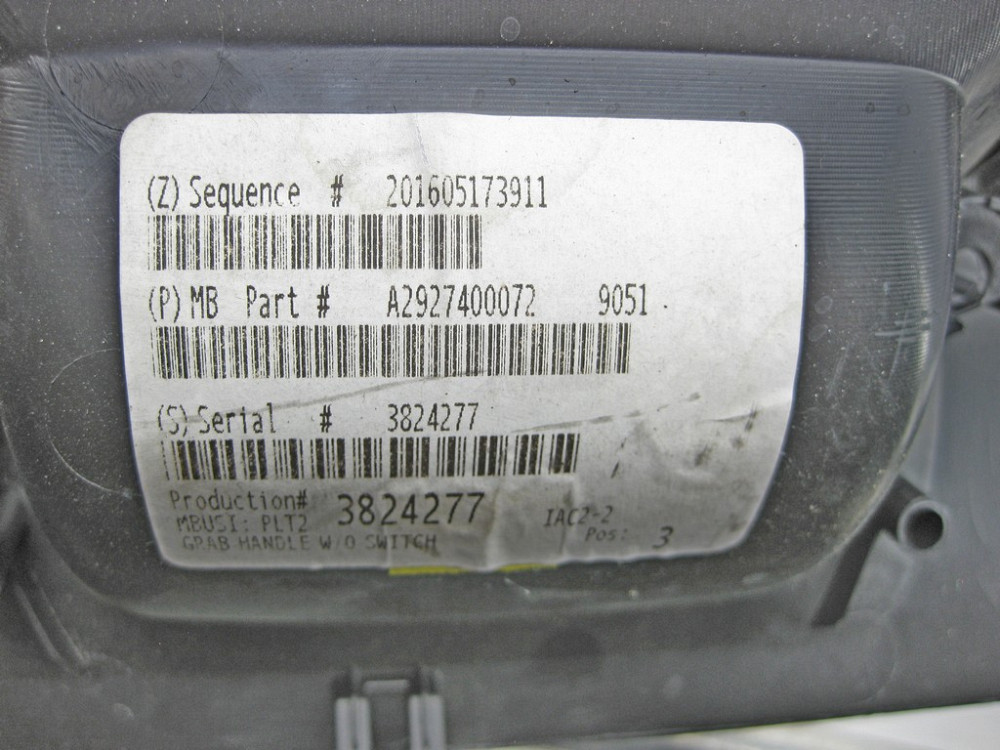 (Z) Sequence # 201605173911
(P) MB Part # A2927400072 9051
(S) Serial # 3824277
Production# 3824277
MBUSI: PLT2 IAC2-2
GRAB HANDLE W/O SWITCH Pos: 3